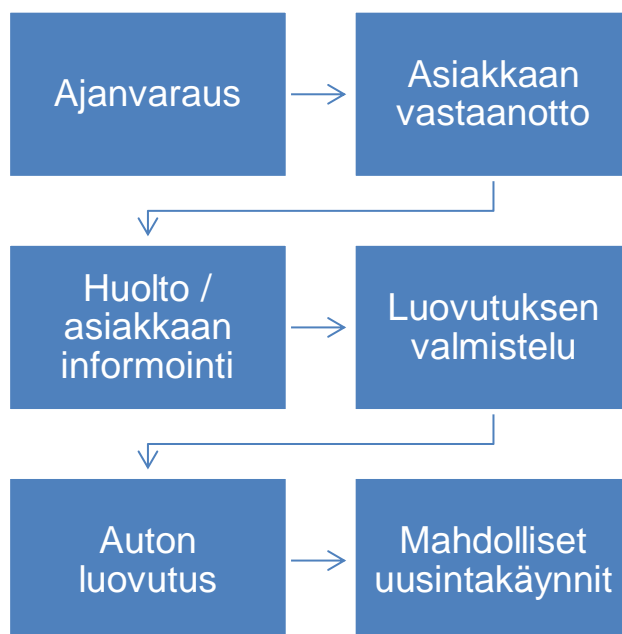 Ajanvaraus
Asiakkaan
vastaanotto
Huolto /
asiakkaan
informointi
Luovutuksen
valmistelu
Auton
luovutus
Mahdolliset
uusintakäynnit